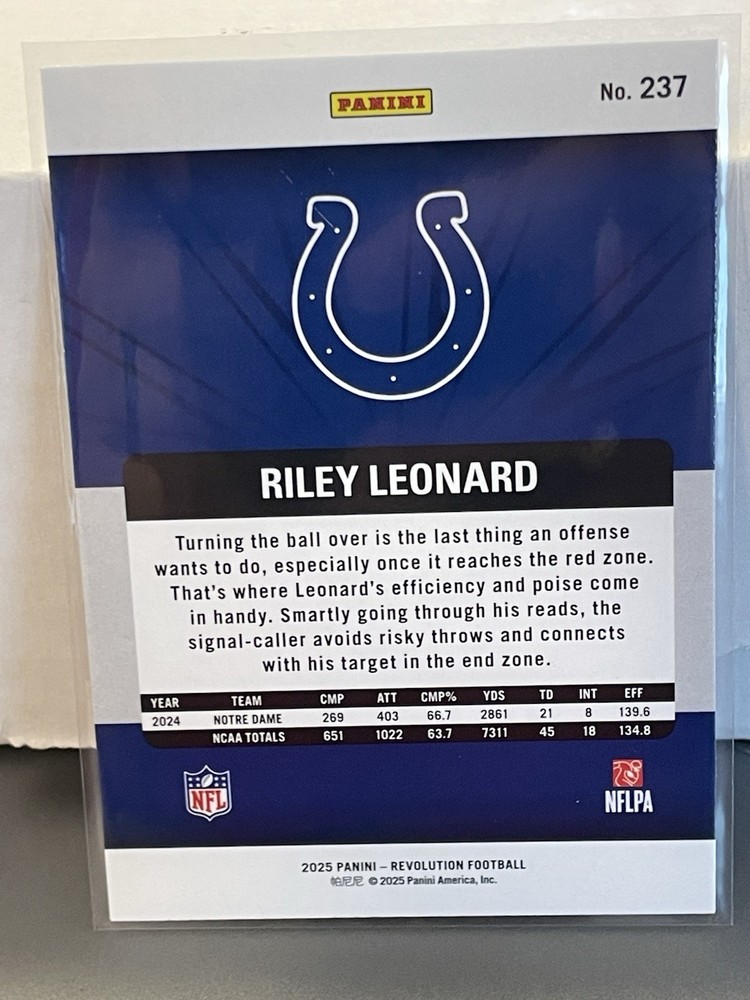 PANINI
No. 237
RILEY LEONARD
Turning the ball over is the last thing an offense
wants to do, especially once it reaches the red zone.
That's where Leonard's efficiency and poise come
in handy. Smartly going through his reads, the
signal-caller avoids risky throws and connects
with his target in the end zone.
YEAR TEAM CMP ATT CMP% YDS TD INT EFF
2024 NOTRE DAME 269 403 66.7 2861 21 8 139.6
NCAA TOTALS 651 1022 63.7 7311 45 18 134.8
NFL
NFLPA
2025 PANINI – REVOLUTION FOOTBALL
帕尼尼 © 2025 Panini America, Inc.